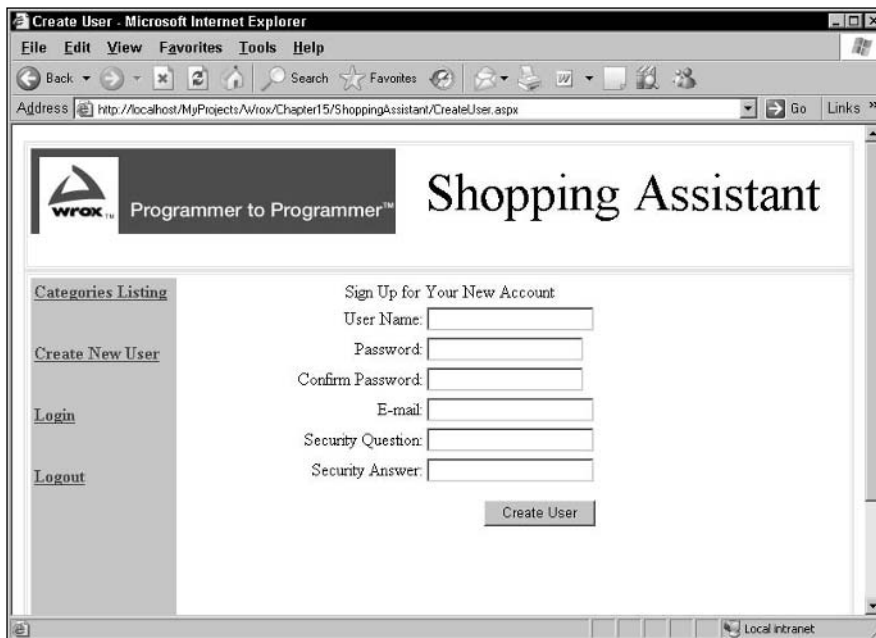 Create User - Microsoft Internet Explorer
File Edit View Favorites Tools Help
Back Search Favorites
Address http://localhost/MyProjects/Wrox/Chapter15/ShoppingAssistant/CreateUser.aspx Go Links »
wrox™ Programmer to Programmer™ Shopping Assistant
Categories Listing
Create New User
Login
Logout
Sign Up for Your New Account
User Name:
Password:
Confirm Password:
E-mail:
Security Question:
Security Answer:
Create User
Local intranet